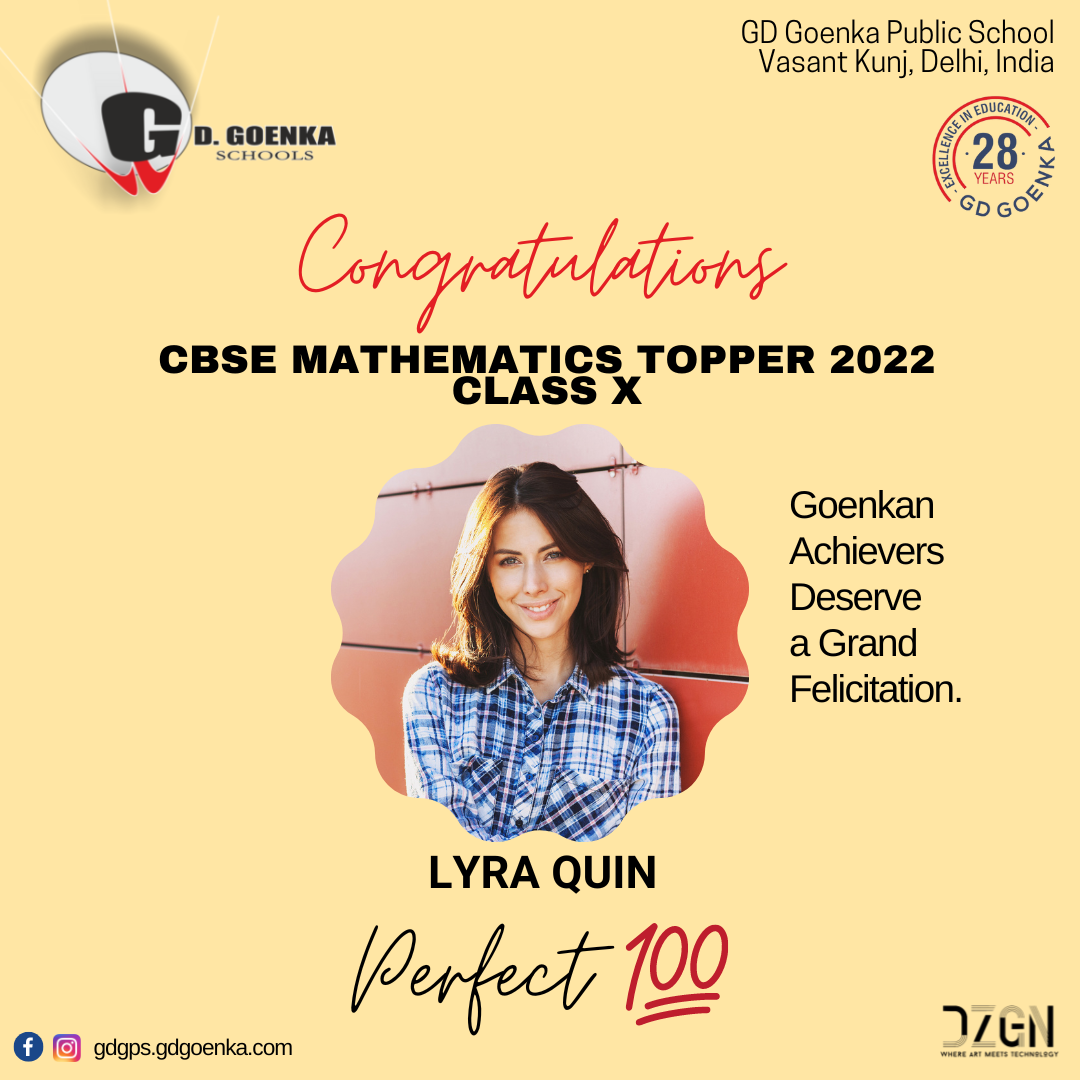 GD Goenka Public School
Vasant Kunj, Delhi, India
G D. GOENKA
SCHOOLS
- EXCELLENCE IN EDUCATION -
28
YEARS
GD GOENKA
Congratulations
CBSE MATHEMATICS TOPPER 2022
CLASS X
Goenkan
Achievers
Deserve
a Grand
Felicitation.
LYRA QUIN
Perfect 100
gdgps.gdgoenka.com
DZGN
WHERE ART MEETS TECHNOLOGY